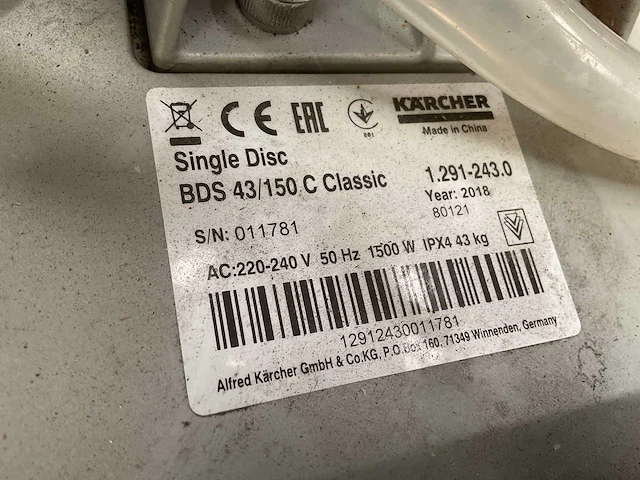 CE EAC KÄRCHER
001 Made in China
Single Disc
BDS 43/150 C Classic 1.291-243.0
Year: 2018
S/N: 011781 80121
AC:220-240 V 50 Hz 1500 W IPX4 43 kg
12912430011781
Alfred Kärcher GmbH & Co.KG, P.O.Box 160. 71349 Winnenden, Germany